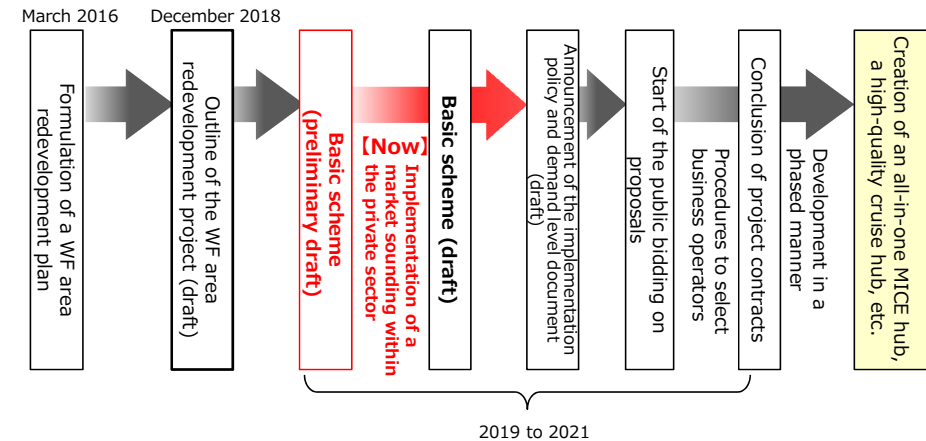 March 2016
December 2018
Formulation of a WF area
redevelopment plan
Outline of the WF area
redevelopment project (draft)
Basic scheme
(preliminary draft)
【Now】
Implementation of a
market sounding within
the private sector
Basic scheme (draft)
Announcement of the implementation
policy and demand level document
(draft)
Start of the public bidding on
proposals
Procedures to select
business operators
Conclusion of project contracts
Development in a
phased manner
Creation of an all-in-one MICE hub,
a high-quality cruise hub, etc.
2019 to 2021